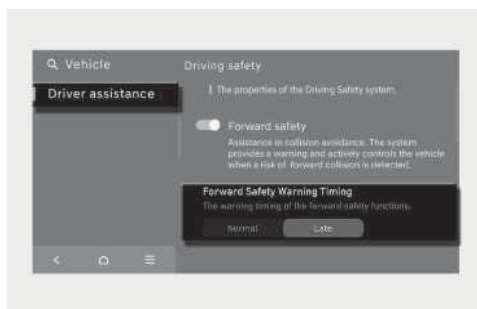 Vehicle
Driver assistance
Driving safety
The properties of the Driving Safety system.
Forward safety
Assistance in collision avoidance. The system
provides a warning and actively controls the vehicle
when a risk of forward collision is detected.
Forward Safety Warning Timing
The warning timing of the forward safety functions.
Normal
Late